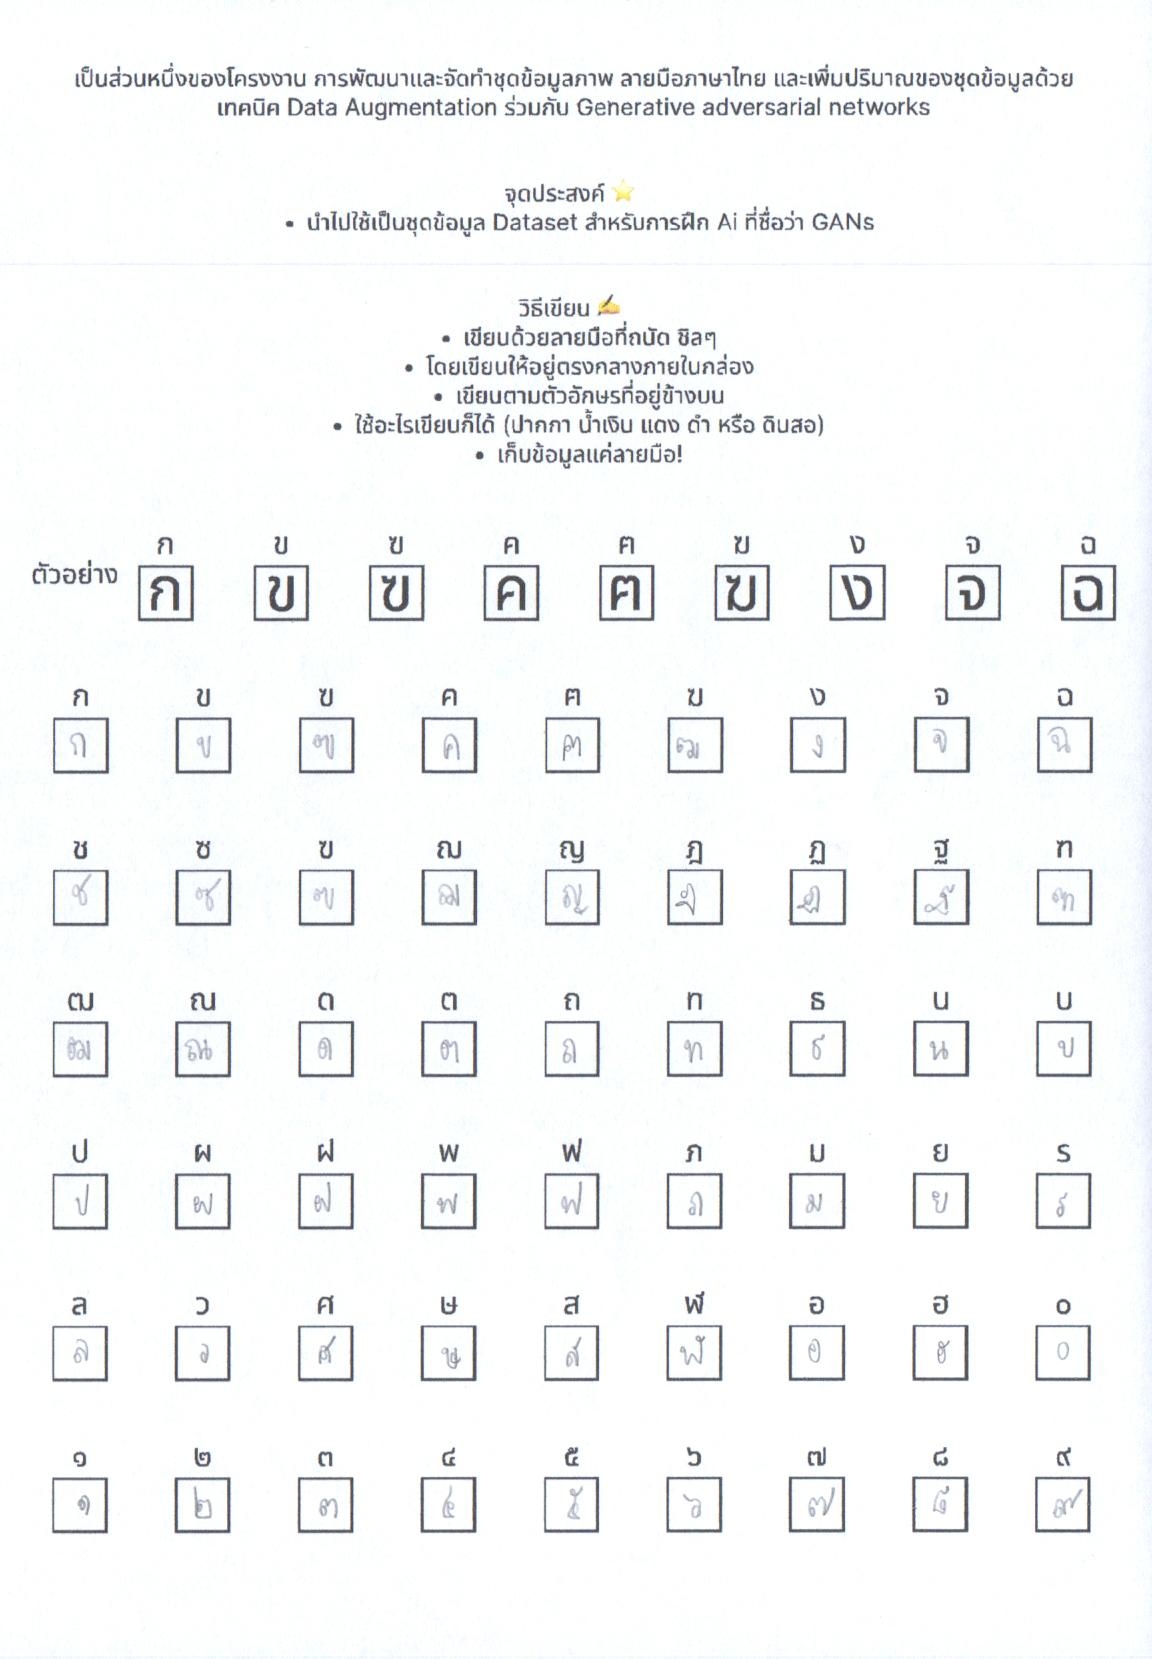 เป็นส่วนหนึ่งของโครงงาน การพัฒนาและจัดทำชุดข้อมูลภาพ ลายมือภาษาไทย และเพิ่มปริมาณของชุดข้อมูลด้วย
เทคนิค Data Augmentation ร่วมกับ Generative adversarial networks
จุดประสงค์ ⭐
• นำไปใช้เป็นชุดข้อมูล Dataset สำหรับการฝึก Ai ที่ชื่อว่า GANs
วิธีเขียน ✍
• เขียนด้วยลายมือที่ถนัด ชิลๆ
• โดยเขียนให้อยู่ตรงกลางภายในกล่อง
• เขียนตามตัวอักษรที่อยู่ข้างบน
• ใช้อะไรเขียนก็ได้ (ปากกา น้ำเงิน แดง ดำ หรือ ดินสอ)
• เก็บข้อมูลแค่ลายมือ!
ก ข ฃ ค ฅ ฆ ง จ ฉ
ตัวอย่าง ก ข ฃ ค ฅ ฆ ง จ ฉ
ก ข ฃ ค ฅ ฆ ง จ ฉ
ก ข ฃ ค ฅ ฆ ง จ ฉ
ช ซ ฃ ฌ ญ ฎ ฏ ฐ ฑ
ช ซ ฃ ฌ ญ ฎ ฏ ฐ ฑ
ฒ ณ ด ต ถ ท ธ น บ
ฒ ณ ด ต ถ ท ธ น บ
ป ผ ฝ พ ฟ ภ ม ย ร
ป ผ ฝ พ ฟ ภ ม ย ร
ล ว ศ ษ ส ฬ อ ฮ ๐
ล ว ศ ษ ส ฬ อ ฮ ๐
๑ ๒ ๓ ๔ ๕ ๖ ๗ ๘ ๙
๑ ๒ ๓ ๔ ๕ ๖ ๗ ๘ ๙